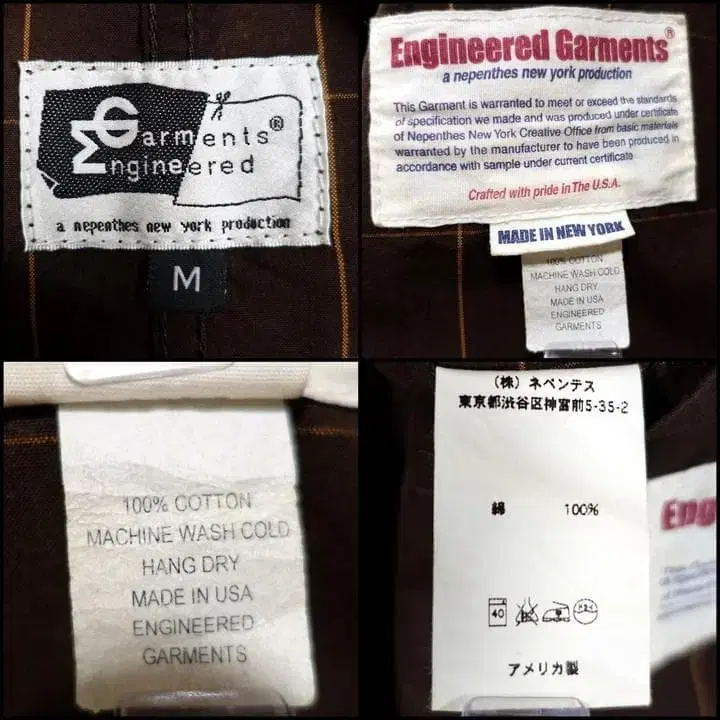 Garments®
Engineered
a nepenthes new york production
M
Engineered Garments®
a nepenthes new york production
This Garment is warranted to meet or exceed the standards
of specification we made and was produced under certificate
of Nepenthes New York Creative Office from basic materials
warranted by the manufacturer to have been produced in
accordance with sample under current certificate
Crafted with pride in The U.S.A.
MADE IN NEW YORK
100% COTTON
MACHINE WASH COLD
HANG DRY
MADE IN USA
ENGINEERED
GARMENTS
100% COTTON
MACHINE WASH COLD
HANG DRY
MADE IN USA
ENGINEERED
GARMENTS
(株) ネペンテス
東京都渋谷区神宮前5-35-2
綿 100%
40
アメリカ製
Eng